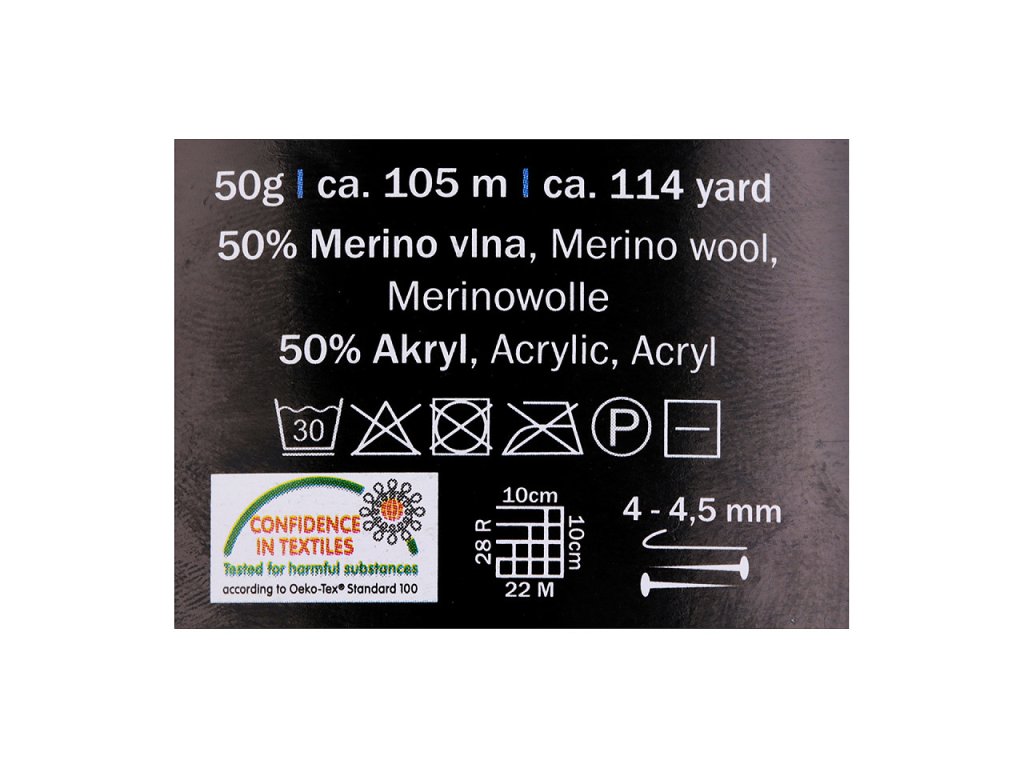 50g | ca. 105 m | ca. 114 yard
50% Merino vlna, Merino wool,
Merinowolle
50% Akryl, Acrylic, Acryl
30
P
CONFIDENCE
IN TEXTILES
Tested for harmful substances
according to Oeko-Tex® Standard 100
10cm
28 R
10cm
22 M
4 - 4,5 mm